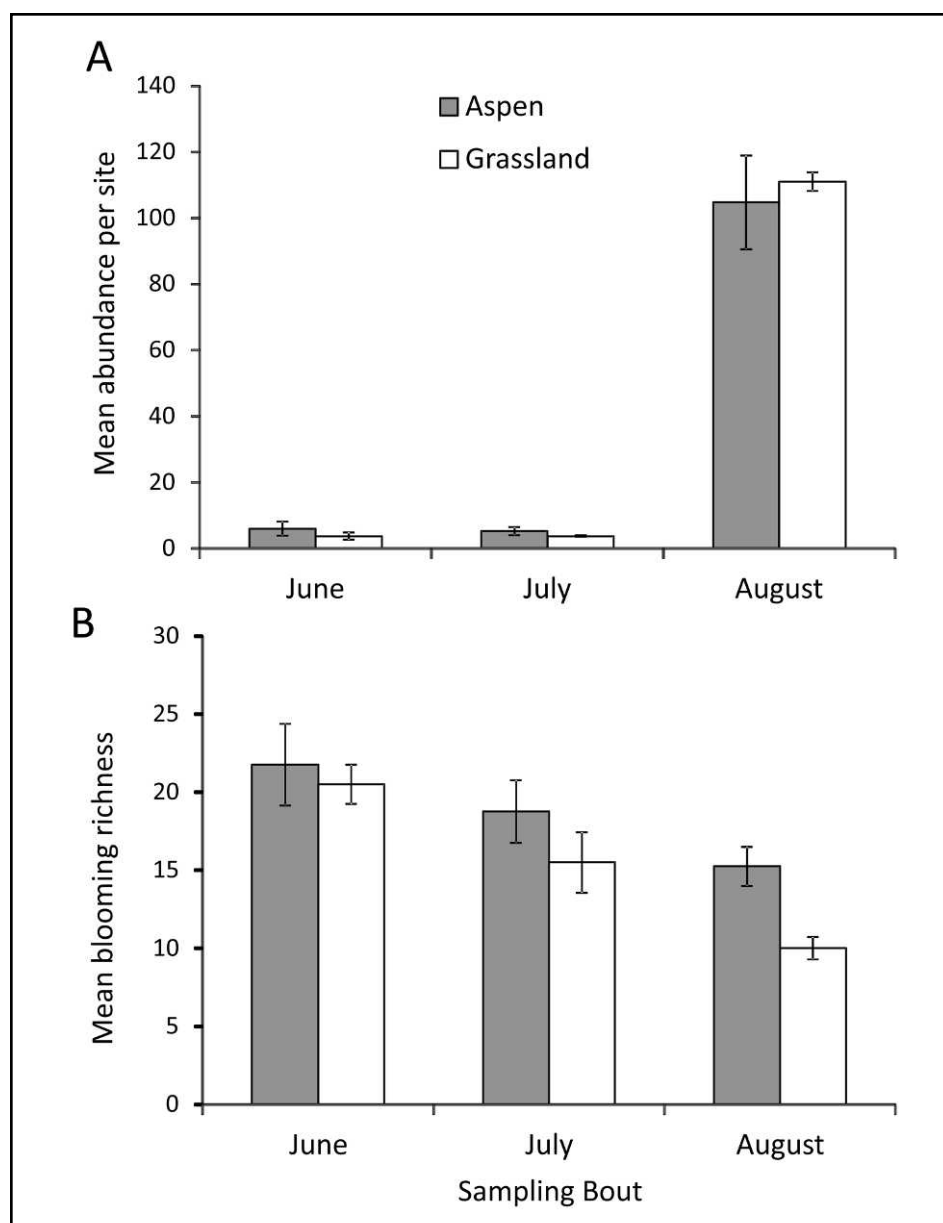 A
Mean abundance per site
140
120
100
80
60
40
20
0
Aspen
Grassland
June July August
B
Mean blooming richness
30
25
20
15
10
5
0
June July August
Sampling Bout